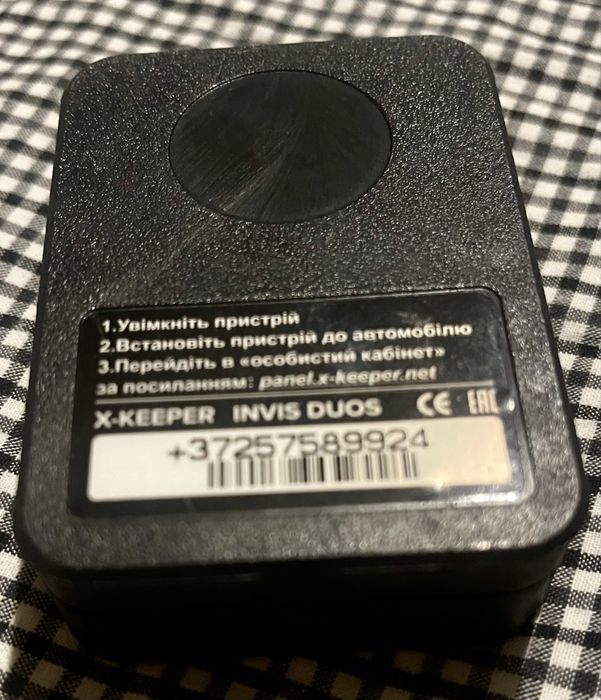 1.Увімкніть пристрій
2.Встановіть пристрій до автомобілю
3.Перейдіть в «особистий кабінет»
за посиланням: panel.x-keeper.net
X-KEEPER INVIS DUOS CE EAC
+37257589924